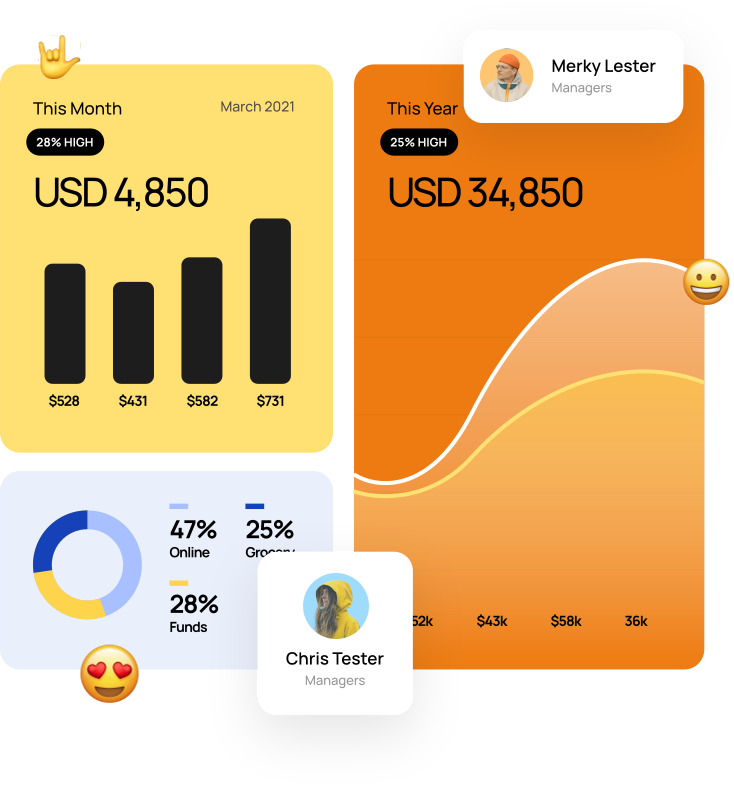 Merky Lester
Managers
This Month
March 2021
28% HIGH
USD 4,850
$528 $431 $582 $731
This Year
25% HIGH
USD 34,850
47%
Online
25%
Grocery
28%
Funds
52k $43k $58k 36k
Chris Tester
Managers